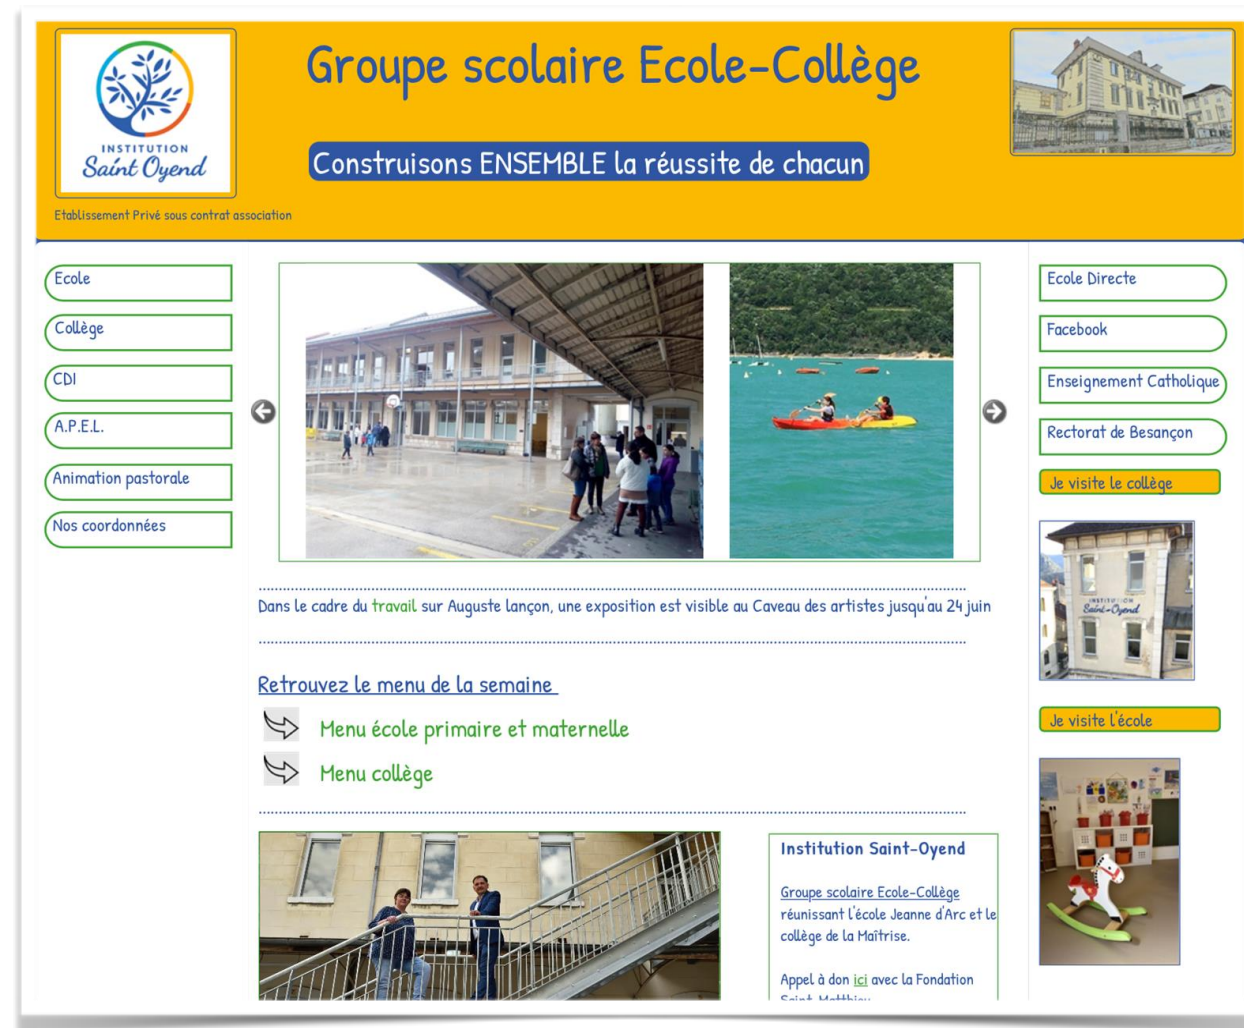 Groupe scolaire Ecole-Collège
INSTITUTION
Saint Oyend
Construisons ENSEMBLE la réussite de chacun
Etablissement Privé sous contrat association
Ecole
Collège
CDI
A.P.E.L.
Animation pastorale
Nos coordonnées
Dans le cadre du travail sur Auguste lançon, une exposition est visible au Caveau des artistes jusqu'au 24 juin
Retrouvez le menu de la semaine
Menu école primaire et maternelle
Menu collège
Institution Saint-Oyend
Groupe scolaire Ecole-Collège
réunissant l'école Jeanne d'Arc et le
collège de la Maîtrise.
Appel à don ici avec la Fondation
Saint-Matthieu
Ecole Directe
Facebook
Enseignement Catholique
Rectorat de Besançon
Je visite le collège
INSTITUTION
Saint-Oyend
Je visite l'école